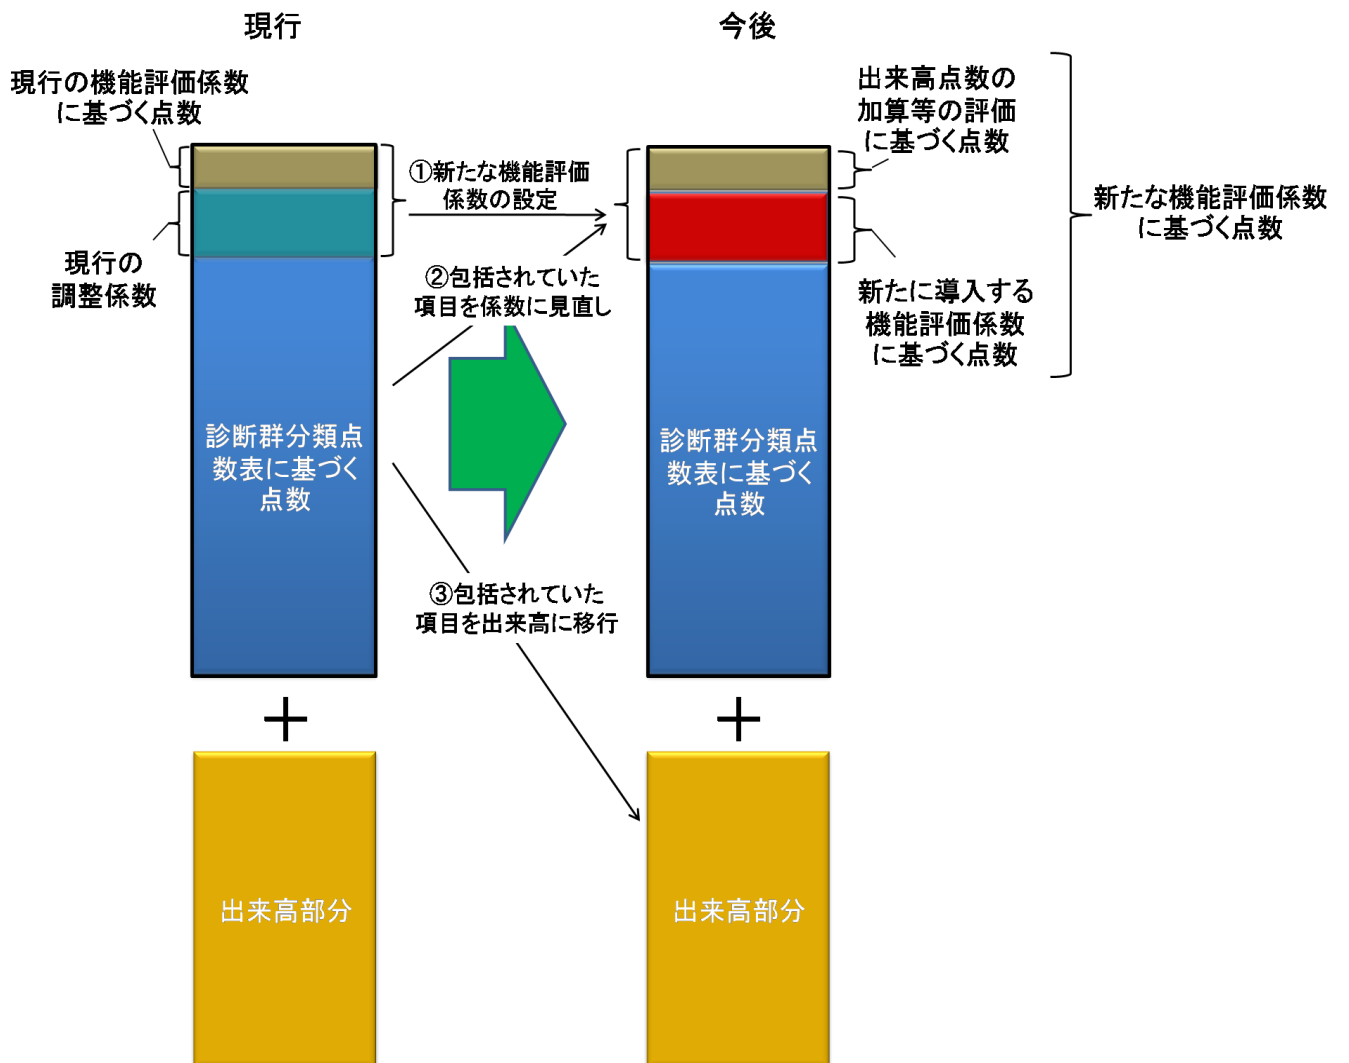 現行
今後
現行の機能評価係数
に基づく点数
現行の
調整係数
診断群分類点
数表に基づく
点数
＋
出来高部分
①新たな機能評価
係数の設定
②包括されていた
項目を係数に見直し
③包括されていた
項目を出来高に移行
出来高点数の
加算等の評価
に基づく点数
新たに導入する
機能評価係数
に基づく点数
新たな機能評価係数
に基づく点数
診断群分類点
数表に基づく
点数
＋
出来高部分